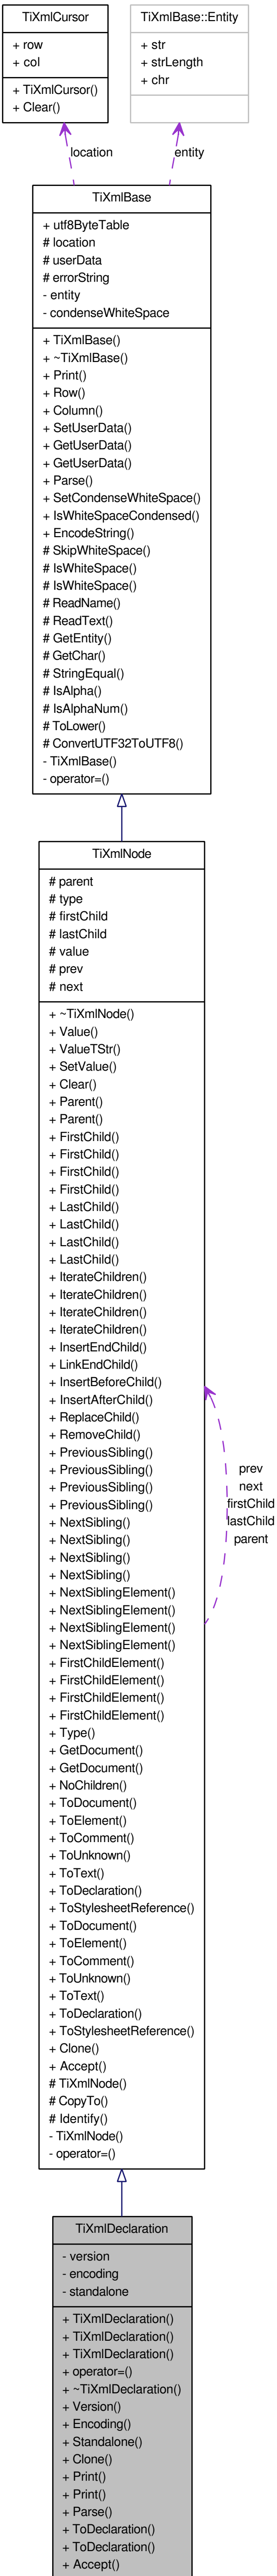 TiXmlCursor
+ row
+ col
+ TiXmlCursor()
+ Clear()
TiXmlBase::Entity
+ str
+ strLength
+ chr
location
entity
TiXmlBase
+ utf8ByteTable
# location
# userData
# errorString
- entity
- condenseWhiteSpace
+ TiXmlBase()
+ ~TiXmlBase()
+ Print()
+ Row()
+ Column()
+ SetUserData()
+ GetUserData()
+ GetUserData()
+ Parse()
+ SetCondenseWhiteSpace()
+ IsWhiteSpaceCondensed()
+ EncodeString()
# SkipWhiteSpace()
# IsWhiteSpace()
# IsWhiteSpace()
# ReadName()
# ReadText()
# GetEntity()
# GetChar()
# StringEqual()
# IsAlpha()
# IsAlphaNum()
# ToLower()
# ConvertUTF32ToUTF8()
- TiXmlBase()
- operator=()
TiXmlNode
# parent
# type
# firstChild
# lastChild
# value
# prev
# next
+ ~TiXmlNode()
+ Value()
+ ValueTStr()
+ SetValue()
+ Clear()
+ Parent()
+ Parent()
+ FirstChild()
+ FirstChild()
+ FirstChild()
+ FirstChild()
+ LastChild()
+ LastChild()
+ LastChild()
+ LastChild()
+ IterateChildren()
+ IterateChildren()
+ IterateChildren()
+ IterateChildren()
+ InsertEndChild()
+ LinkEndChild()
+ InsertBeforeChild()
+ InsertAfterChild()
+ ReplaceChild()
+ RemoveChild()
+ PreviousSibling()
+ PreviousSibling()
+ PreviousSibling()
+ PreviousSibling()
+ NextSibling()
+ NextSibling()
+ NextSibling()
+ NextSibling()
+ NextSiblingElement()
+ NextSiblingElement()
+ NextSiblingElement()
+ NextSiblingElement()
+ FirstChildElement()
+ FirstChildElement()
+ FirstChildElement()
+ FirstChildElement()
+ Type()
+ GetDocument()
+ GetDocument()
+ NoChildren()
+ ToDocument()
+ ToElement()
+ ToComment()
+ ToUnknown()
+ ToText()
+ ToDeclaration()
+ ToStylesheetReference()
+ ToDocument()
+ ToElement()
+ ToComment()
+ ToUnknown()
+ ToText()
+ ToDeclaration()
+ ToStylesheetReference()
+ Clone()
+ Accept()
# TiXmlNode()
# CopyTo()
# Identify()
- TiXmlNode()
- operator=()
prev
next
firstChild
lastChild
parent
TiXmlDeclaration
- version
- encoding
- standalone
+ TiXmlDeclaration()
+ TiXmlDeclaration()
+ TiXmlDeclaration()
+ operator=()
+ ~TiXmlDeclaration()
+ Version()
+ Encoding()
+ Standalone()
+ Clone()
+ Print()
+ Print()
+ Parse()
+ ToDeclaration()
+ ToDeclaration()
+ Accept()